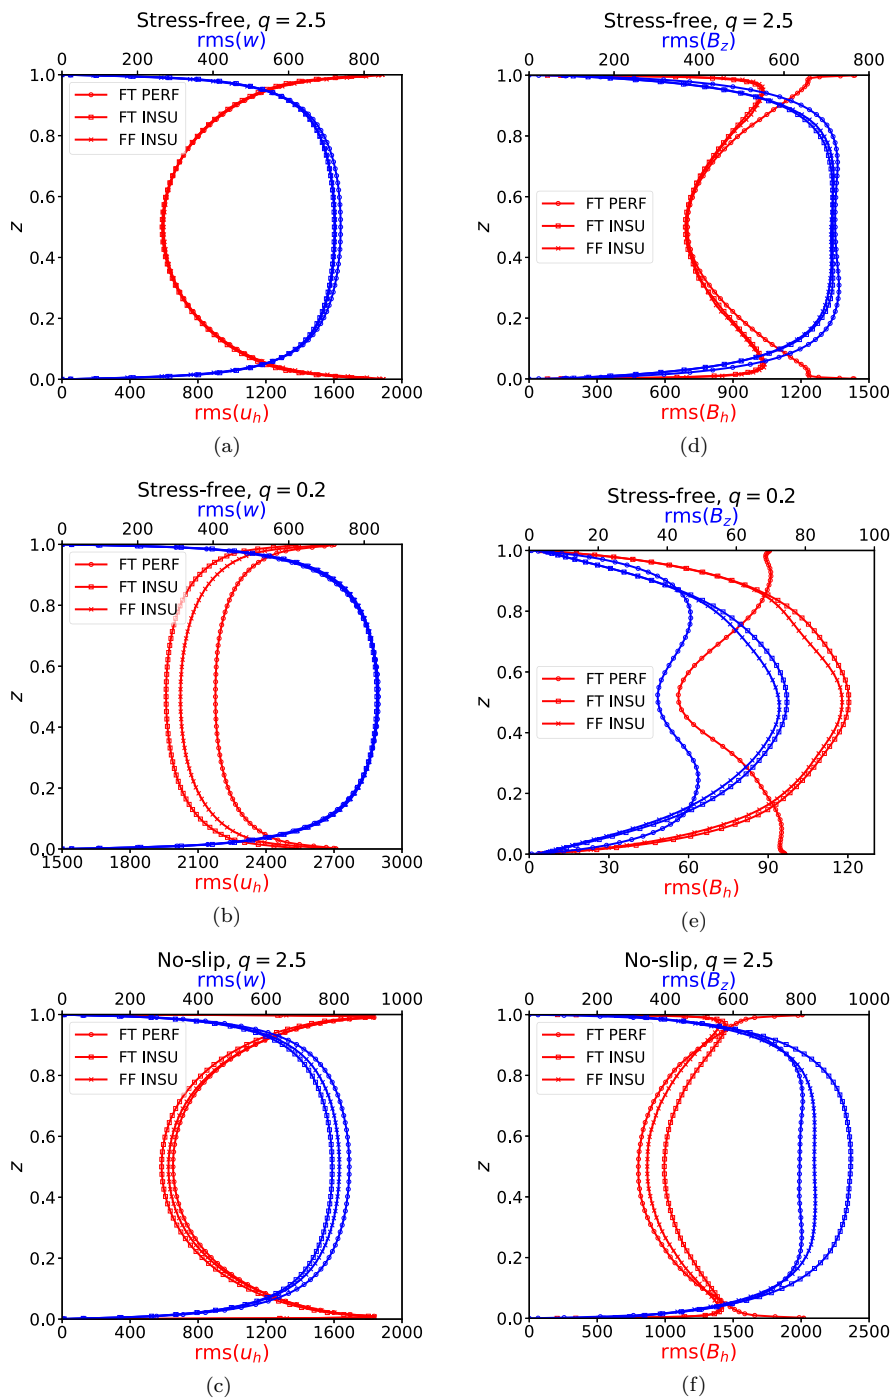 Stress-free, q = 2.5
rms(w)
0 200 400 600 800
1.0
0.8
0.6
0.4
0.2
0.0
z
FT PERF
FT INSU
FF INSU
0 400 800 1200 1600 2000
rms(u_h)
(a)
Stress-free, q = 2.5
rms(B_z)
0 200 400 600 800
1.0
0.8
0.6
0.4
0.2
0.0
z
FT PERF
FT INSU
FF INSU
0 300 600 900 1200 1500
rms(B_h)
(d)
Stress-free, q = 0.2
rms(w)
0 200 400 600 800
1.0
0.8
0.6
0.4
0.2
0.0
z
FT PERF
FT INSU
FF INSU
1500 1800 2100 2400 2700 3000
rms(u_h)
(b)
Stress-free, q = 0.2
rms(B_z)
0 20 40 60 80 100
1.0
0.8
0.6
0.4
0.2
0.0
z
FT PERF
FT INSU
FF INSU
0 30 60 90 120
rms(B_h)
(e)
No-slip, q = 2.5
rms(w)
0 200 400 600 800 1000
1.0
0.8
0.6
0.4
0.2
0.0
z
FT PERF
FT INSU
FF INSU
0 400 800 1200 1600 2000
rms(u_h)
(c)
No-slip, q = 2.5
rms(B_z)
0 200 400 600 800 1000
1.0
0.8
0.6
0.4
0.2
0.0
z
FT PERF
FT INSU
FF INSU
0 500 1000 1500 2000 2500
rms(B_h)
(f)